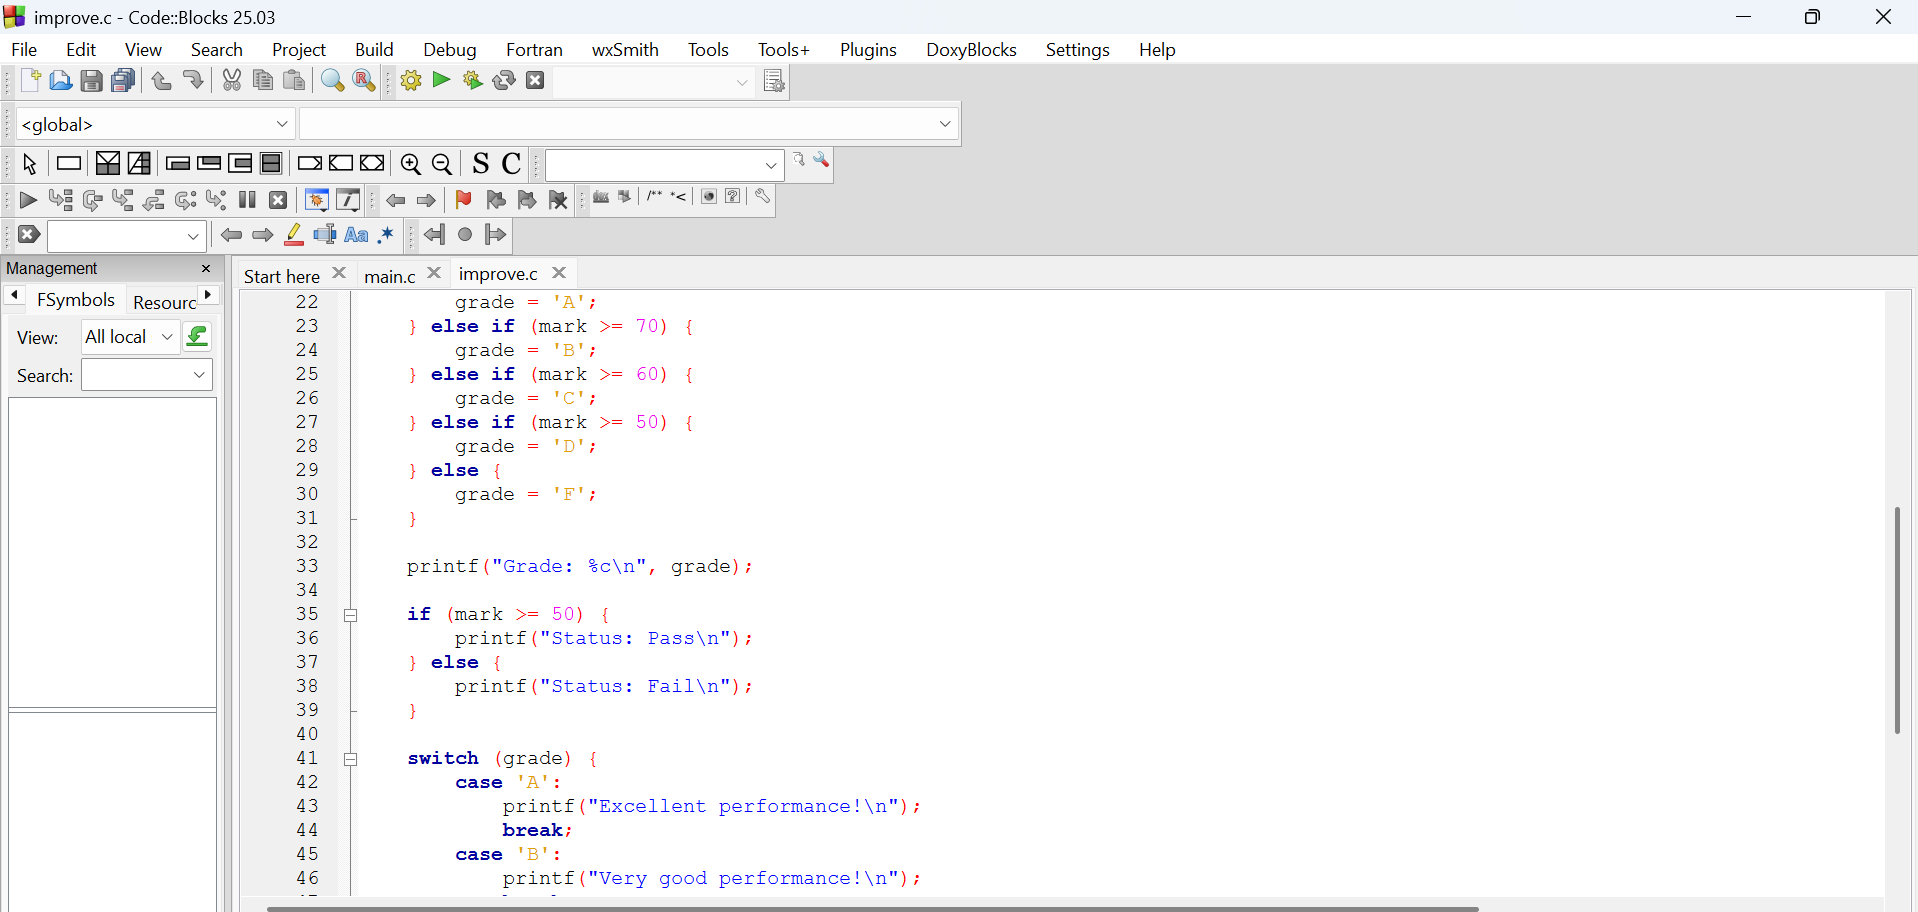 improve.c - Code::Blocks 25.03
File Edit View Search Project Build Debug Fortran wxSmith Tools Tools+ Plugins DoxyBlocks Settings Help
<global>
S C
/** *<
Aa .*
Management
Start here main.c improve.c
FSymbols Resourc
View: All local
Search:
22 grade = 'A';
23 } else if (mark >= 70) {
24 grade = 'B';
25 } else if (mark >= 60) {
26 grade = 'C';
27 } else if (mark >= 50) {
28 grade = 'D';
29 } else {
30 grade = 'F';
31 }
32
33 printf("Grade: %c\n", grade);
34
35 if (mark >= 50) {
36 printf("Status: Pass\n");
37 } else {
38 printf("Status: Fail\n");
39 }
40
41 switch (grade) {
42 case 'A':
43 printf("Excellent performance!\n");
44 break;
45 case 'B':
46 printf("Very good performance!\n");